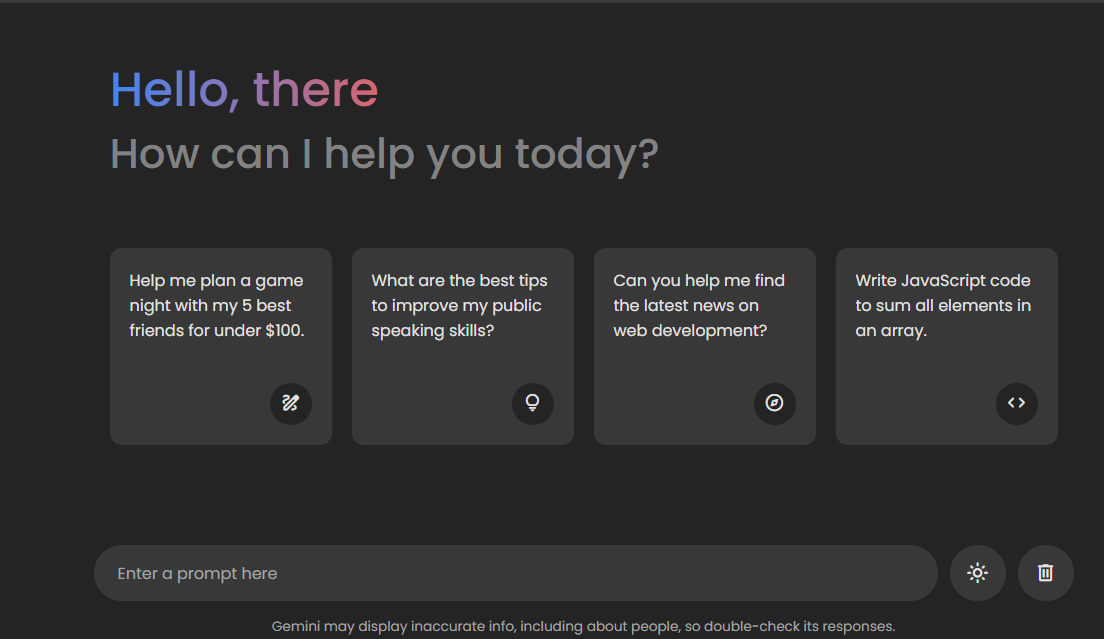 Hello, there
How can I help you today?
Help me plan a game
night with my 5 best
friends for under $100.
What are the best tips
to improve my public
speaking skills?
Can you help me find
the latest news on
web development?
Write JavaScript code
to sum all elements in
an array.
Enter a prompt here
Gemini may display inaccurate info, including about people, so double-check its responses.